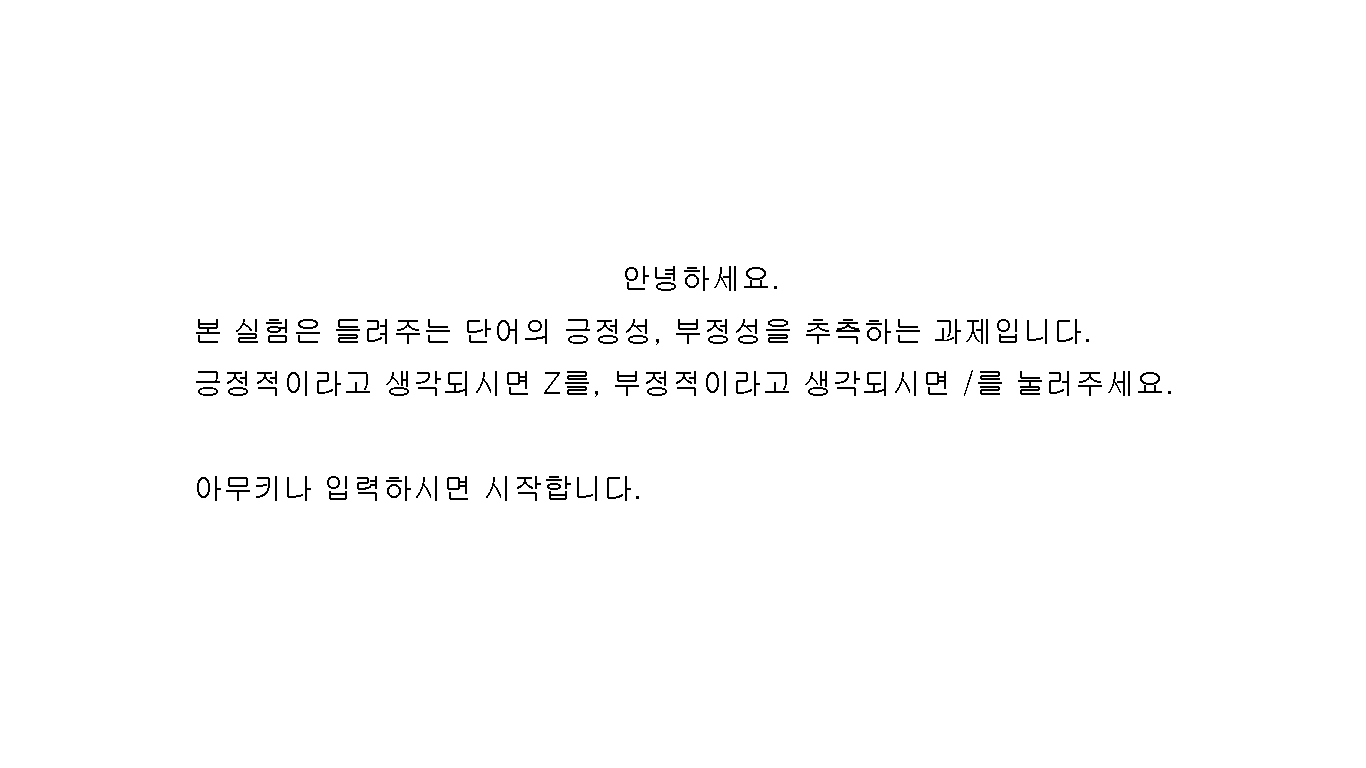 안녕하세요.
본 실험은 들려주는 단어의 긍정성, 부정성을 추측하는 과제입니다.
긍정적이라고 생각되시면 Z를, 부정적이라고 생각되시면 /를 눌러주세요.
아무키나 입력하시면 시작합니다.